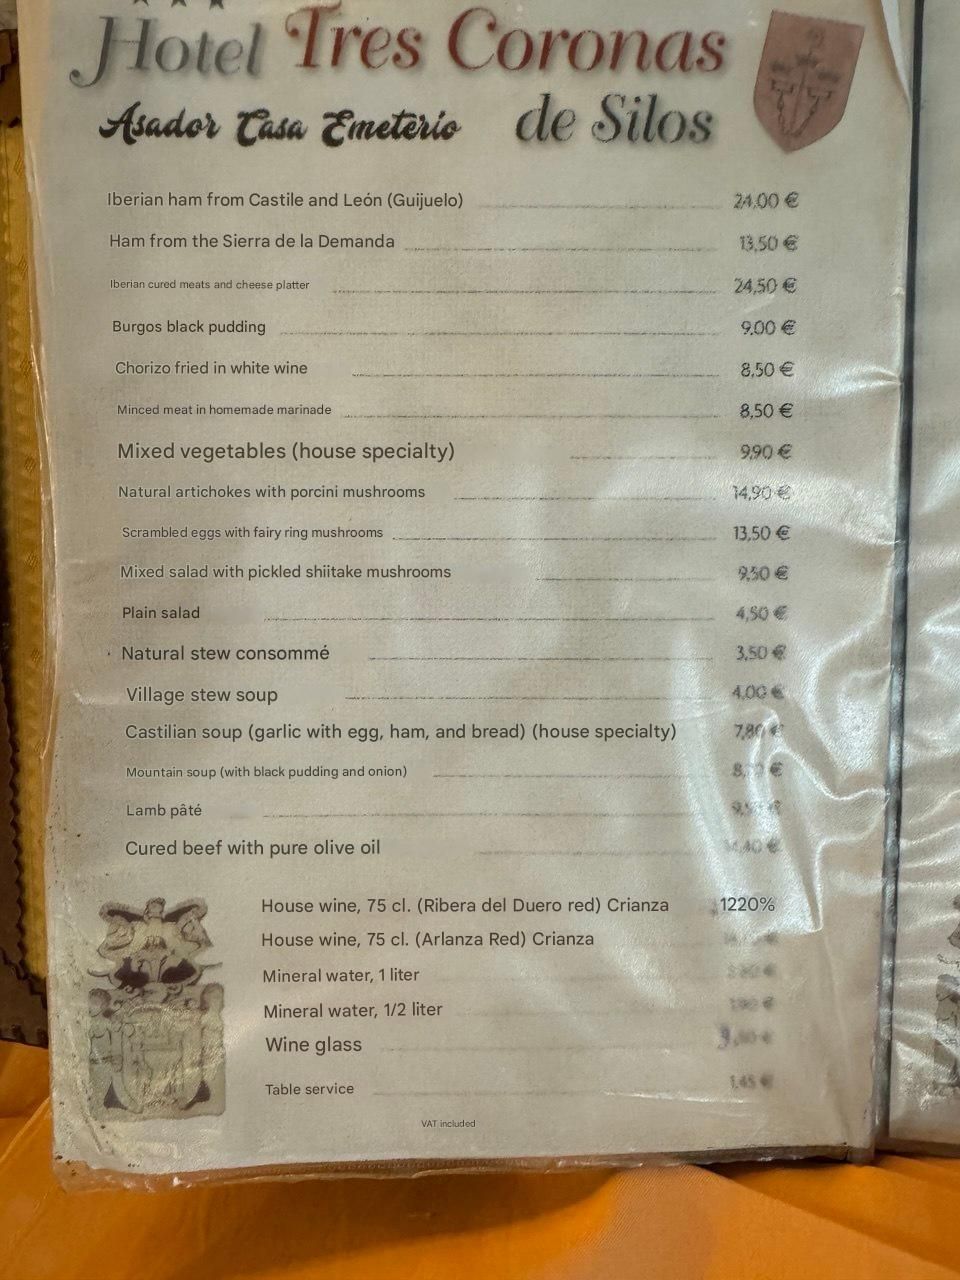 Hotel Tres Coronas
Asador Casa Emeterio de Silos
Iberian ham from Castile and León (Guijuelo) 24,00 €
Ham from the Sierra de la Demanda 13,50 €
Iberian cured meats and cheese platter 24,50 €
Burgos black pudding 9,00 €
Chorizo fried in white wine 8,50 €
Minced meat in homemade marinade 8,50 €
Mixed vegetables (house specialty) 9,90 €
Natural artichokes with porcini mushrooms 14,90 €
Scrambled eggs with fairy ring mushrooms 13,50 €
Mixed salad with pickled shiitake mushrooms 9,50 €
Plain salad 4,50 €
Natural stew consommé 3,50 €
Village stew soup 4,00 €
Castilian soup (garlic with egg, ham, and bread) (house specialty) 7,80 €
Mountain soup (with black pudding and onion)
Lamb pâté
Cured beef with pure olive oil
House wine, 75 cl. (Ribera del Duero red) Crianza 1220%
House wine, 75 cl. (Arlanza Red) Crianza
Mineral water, 1 liter
Mineral water, 1/2 liter
Wine glass
Table service 1,45 €
VAT included